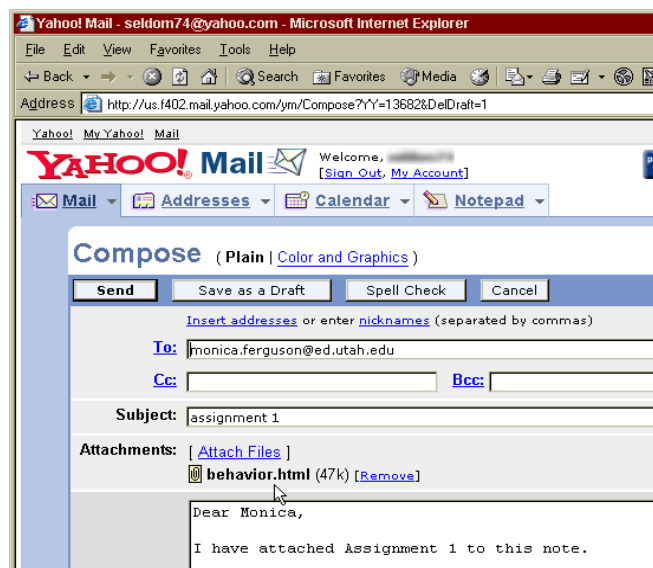 Yahoo! Mail - seldom74@yahoo.com - Microsoft Internet Explorer
File Edit View Favorites Tools Help
Back Search Favorites Media
Address http://us.f402.mail.yahoo.com/ym/Compose?YY=13682&DelDraft=1
Yahoo! My Yahoo! Mail
YAHOO! Mail Welcome,
[Sign Out, My Account]
Mail Addresses Calendar Notepad
Compose ( Plain | Color and Graphics )
Send Save as a Draft Spell Check Cancel
Insert addresses or enter nicknames (separated by commas)
To: monica.ferguson@ed.utah.edu
Cc: Bcc:
Subject: assignment 1
Attachments: [ Attach Files ]
behavior.html (47k) [Remove]
Dear Monica,
I have attached Assignment 1 to this note.